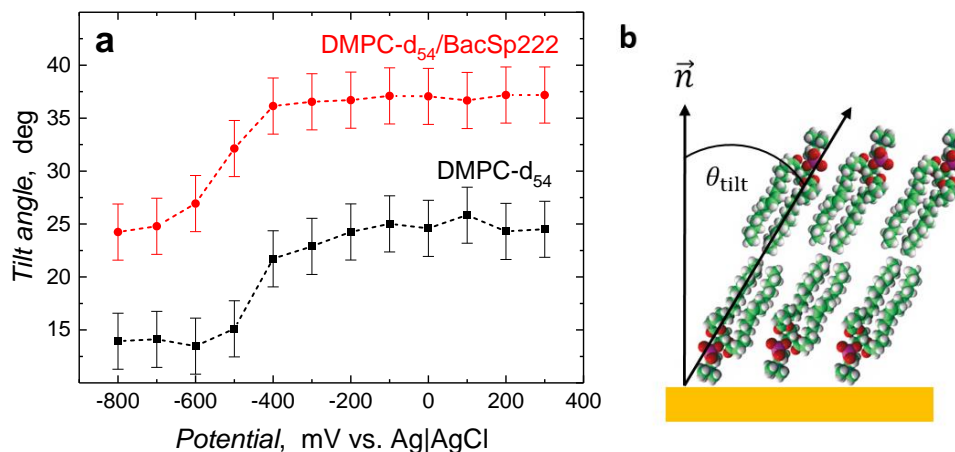 a
DMPC-d₅₄/BacSp222
DMPC-d₅₄
Tilt angle, deg
40
35
30
25
20
15
-800 -600 -400 -200 0 200 400
Potential, mV vs. Ag|AgCl
b
n⃗
θtilt